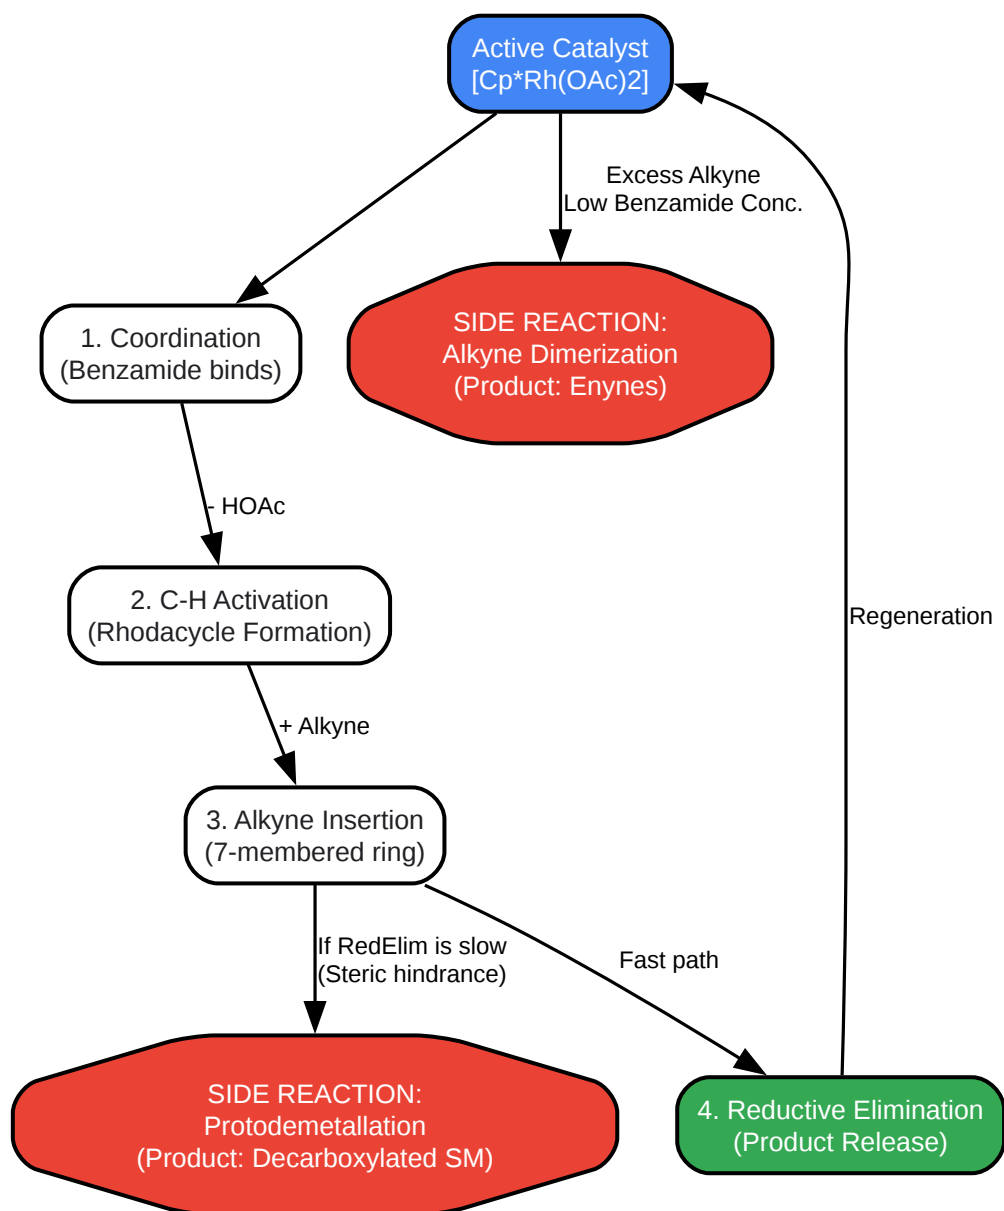 Active Catalyst
[Cp*Rh(OAc)2]
Excess Alkyne
Low Benzamide Conc.
SIDE REACTION:
Alkyne Dimerization
(Product: Enynes)
1. Coordination
(Benzamide binds)
- HOAc
2. C-H Activation
(Rhodacycle Formation)
Regeneration
+ Alkyne
3. Alkyne Insertion
(7-membered ring)
If RedElim is slow
(Steric hindrance)
Fast path
SIDE REACTION:
Protodemetallation
(Product: Decarboxylated SM)
4. Reductive Elimination
(Product Release)